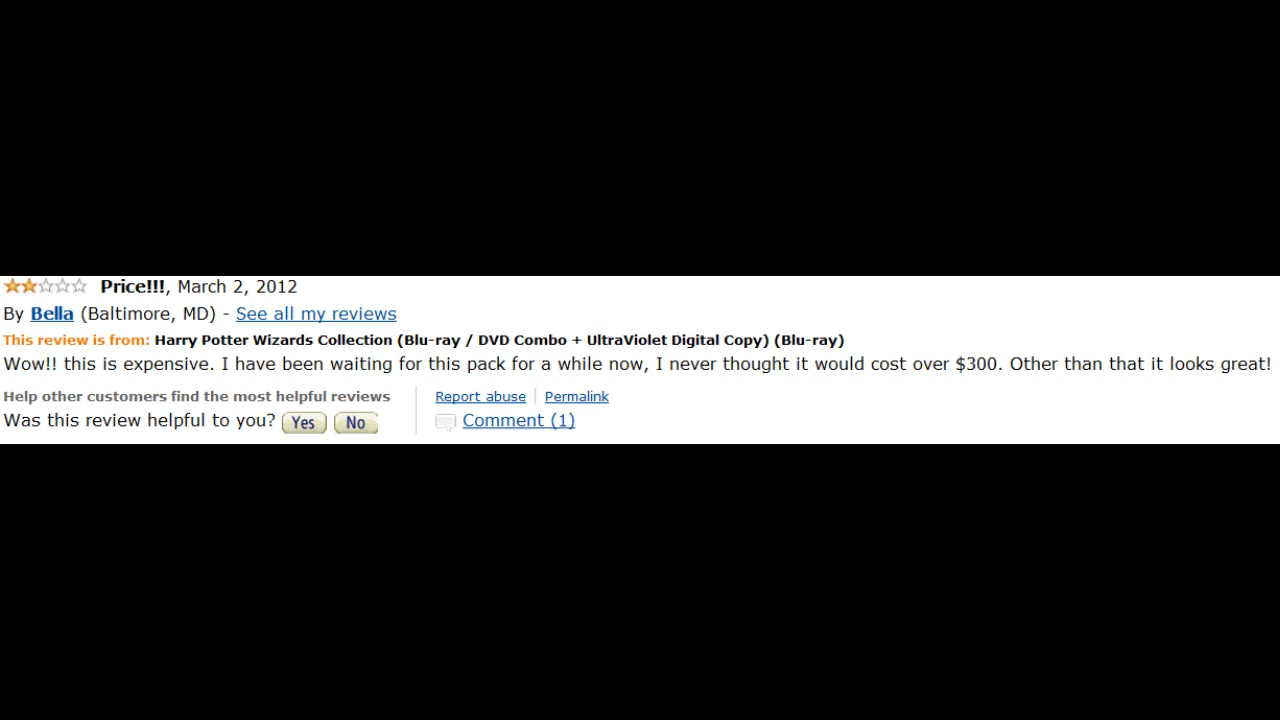 Price!!!, March 2, 2012
By Bella (Baltimore, MD) - See all my reviews
This review is from: Harry Potter Wizards Collection (Blu-ray / DVD Combo + UltraViolet Digital Copy) (Blu-ray)
Wow!! this is expensive. I have been waiting for this pack for a while now, I never thought it would cost over $300. Other than that it looks great!
Help other customers find the most helpful reviews
Was this review helpful to you? Yes No
Report abuse | Permalink
Comment (1)